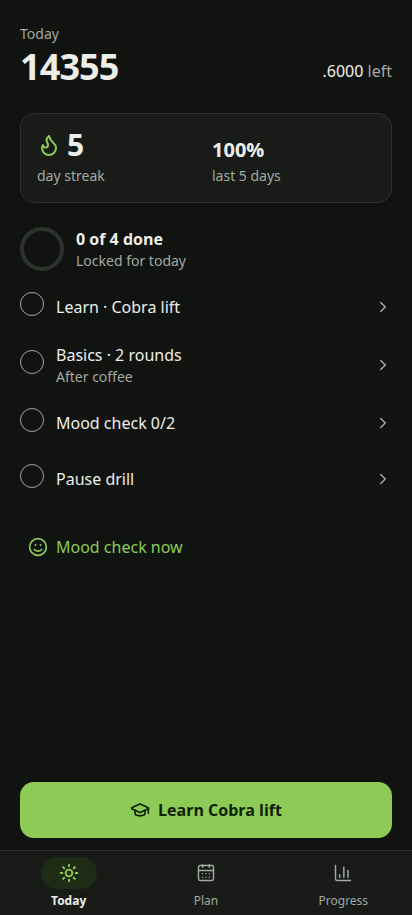 Today
14355
.6000 left
5
day streak
100%
last 5 days
0 of 4 done
Locked for today
Learn · Cobra lift
Basics · 2 rounds
After coffee
Mood check 0/2
Pause drill
Mood check now
Learn Cobra lift
Today
Plan
Progress